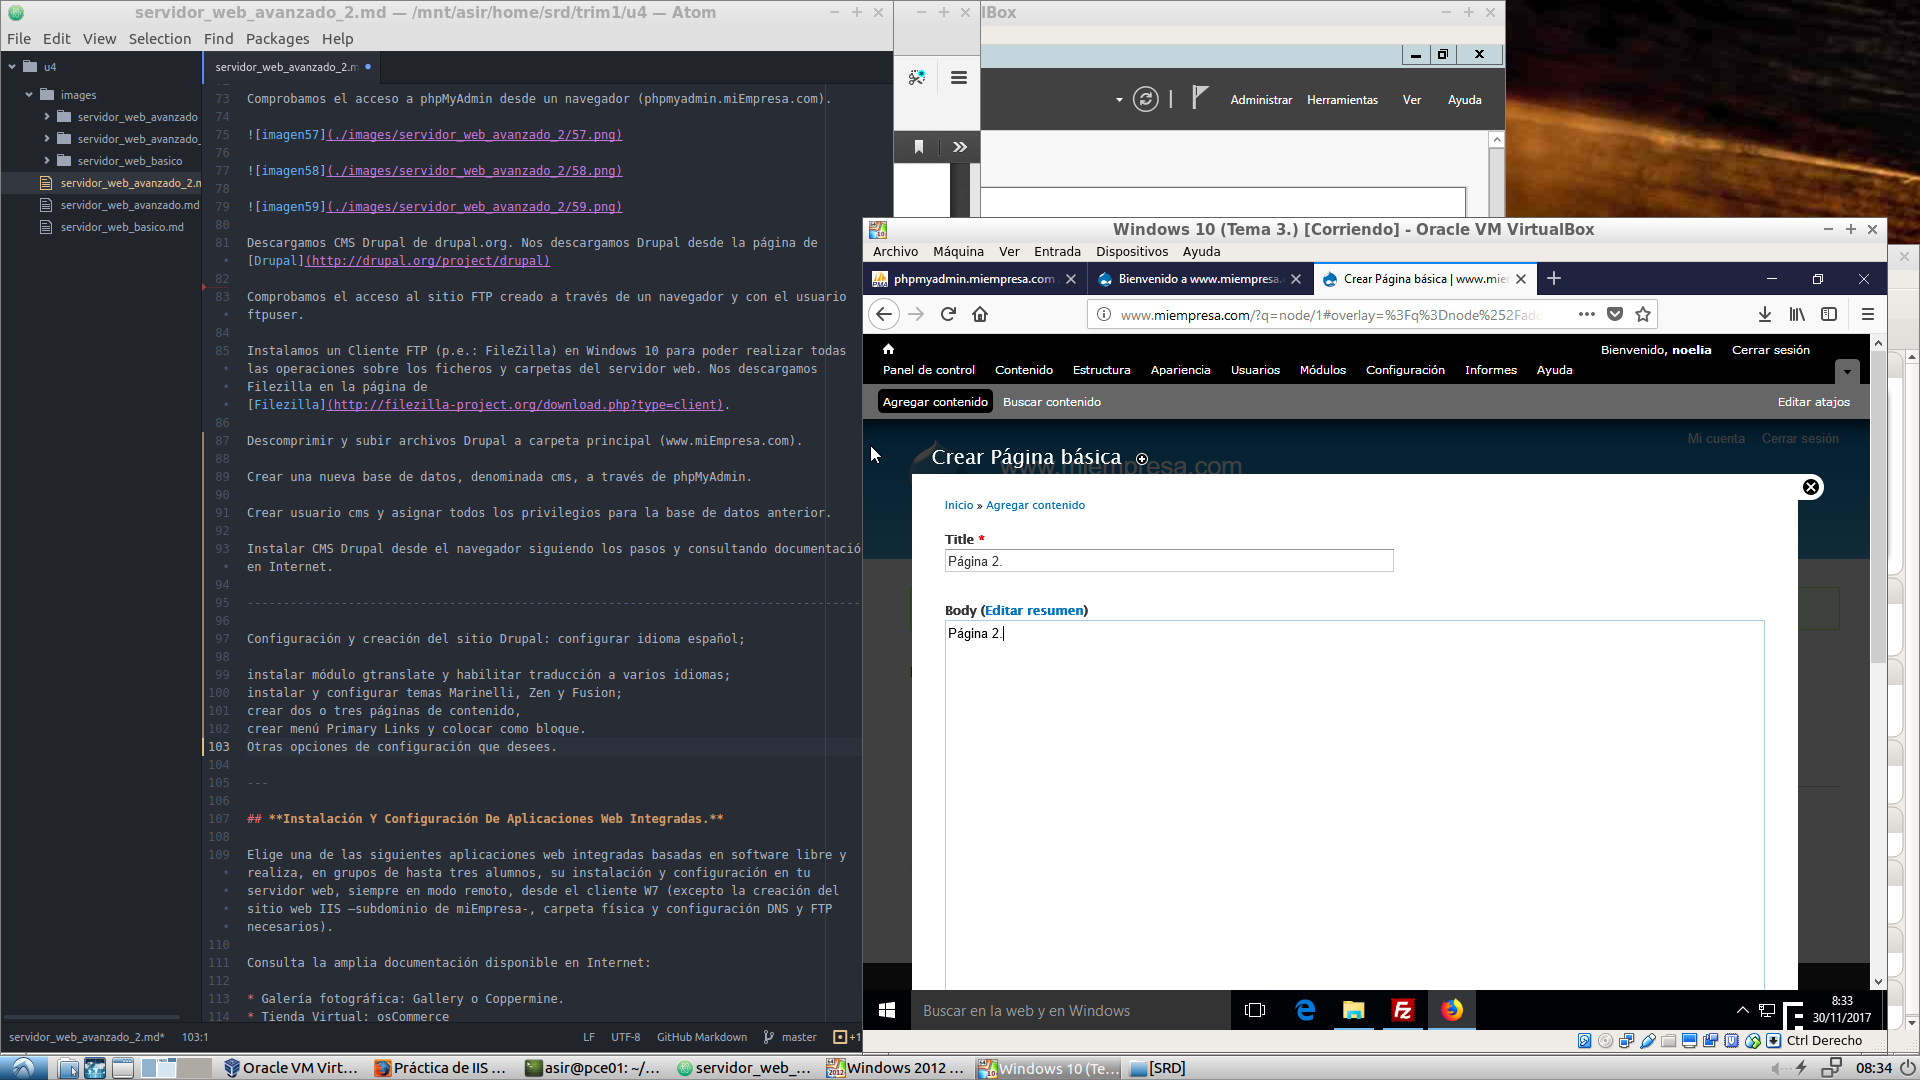 servidor_web_avanzado_2.md — /mnt/asir/home/srd/trim1/u4 — Atom
File Edit View Selection Find Packages Help
u4
images
servidor_web_avanzado
servidor_web_avanzado_
servidor_web_basico
servidor_web_avanzado_2.m
servidor_web_avanzado.md
servidor_web_basico.md
servidor_web_avanzado_2.m
73 Comprobamos el acceso a phpMyAdmin desde un navegador (phpmyadmin.miEmpresa.com).
74
75 ![imagen57](./images/servidor_web_avanzado_2/57.png)
76
77 ![imagen58](./images/servidor_web_avanzado_2/58.png)
78
79 ![imagen59](./images/servidor_web_avanzado_2/59.png)
80
81 Descargamos CMS Drupal de drupal.org. Nos descargamos Drupal desde la página de
[Drupal](http://drupal.org/project/drupal)
82
83 Comprobamos el acceso al sitio FTP creado a través de un navegador y con el usuario
ftpuser.
84
85 Instalamos un Cliente FTP (p.e.: FileZilla) en Windows 10 para poder realizar todas
las operaciones sobre los ficheros y carpetas del servidor web. Nos descargamos
Filezilla en la página de
[Filezilla](http://filezilla-project.org/download.php?type=client).
86
87 Descomprimir y subir archivos Drupal a carpeta principal (www.miEmpresa.com).
88
89 Crear una nueva base de datos, denominada cms, a través de phpMyAdmin.
90
91 Crear usuario cms y asignar todos los privilegios para la base de datos anterior.
92
93 Instalar CMS Drupal desde el navegador siguiendo los pasos y consultando documentació
en Internet.
94
95 -------------------------------------------------------------------------------------
96
97 Configuración y creación del sitio Drupal: configurar idioma español;
98
99 instalar módulo gtranslate y habilitar traducción a varios idiomas;
100 instalar y configurar temas Marinelli, Zen y Fusion;
101 crear dos o tres páginas de contenido,
102 crear menú Primary Links y colocar como bloque.
103 Otras opciones de configuración que desees.
104
105 ---
106
107 ## **Instalación Y Configuración De Aplicaciones Web Integradas.**
108
109 Elige una de las siguientes aplicaciones web integradas basadas en software libre y
realiza, en grupos de hasta tres alumnos, su instalación y configuración en tu
servidor web, siempre en modo remoto, desde el cliente W7 (excepto la creación del
sitio web IIS –subdominio de miEmpresa-, carpeta física y configuración DNS y FTP
necesarios).
110
111 Consulta la amplia documentación disponible en Internet:
112
113 * Galería fotográfica: Gallery o Coppermine.
114 * Tienda Virtual: osCommerce
servidor_web_avanzado_2.md* 103:1 LF UTF-8 GitHub Markdown master +1
lBox
Administrar Herramientas Ver Ayuda
Windows 10 (Tema 3.) [Corriendo] - Oracle VM VirtualBox
Archivo Máquina Ver Entrada Dispositivos Ayuda
phpmyadmin.miempresa.com
Bienvenido a www.miempresa.
Crear Página básica | www.mie
www.miempresa.com/?q=node/1#overlay=%3Fq%3Dnode%252Fadd
Bienvenido, noelia Cerrar sesión
Panel de control Contenido Estructura Apariencia Usuarios Módulos Configuración Informes Ayuda
Agregar contenido Buscar contenido Editar atajos
Mi cuenta Cerrar sesión
Crear Página básica
www.miempresa.com
Inicio » Agregar contenido
Title *
Página 2.
Body (Editar resumen)
Página 2.
Buscar en la web y en Windows
8:33
30/11/2017
Ctrl Derecho
Oracle VM Virt...
Práctica de IIS ...
asir@pce01: ~/...
servidor_web_...
Windows 2012 ...
Windows 10 (Te...
[SRD]
08:34